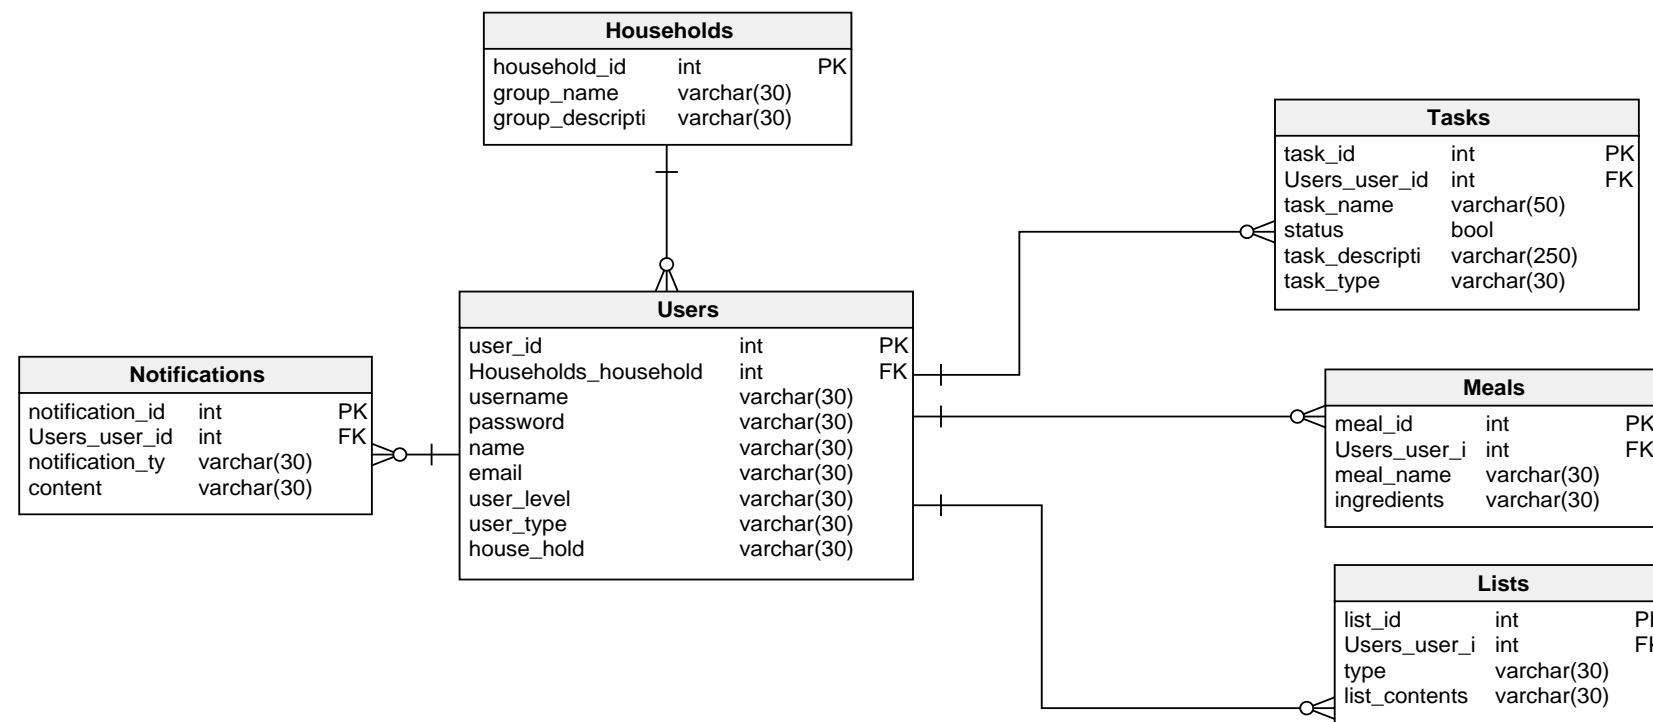 Households
household_id int PK
group_name varchar(30)
group_descripti varchar(30)
Tasks
task_id int PK
Users_user_id int FK
task_name varchar(50)
status bool
task_descripti varchar(250)
task_type varchar(30)
Users
user_id int PK
Households_household int FK
username varchar(30)
password varchar(30)
name varchar(30)
email varchar(30)
user_level varchar(30)
user_type varchar(30)
house_hold varchar(30)
Notifications
notification_id int PK
Users_user_id int FK
notification_ty varchar(30)
content varchar(30)
Meals
meal_id int PK
Users_user_i int FK
meal_name varchar(30)
ingredients varchar(30)
Lists
list_id int PK
Users_user_i int FK
type varchar(30)
list_contents varchar(30)